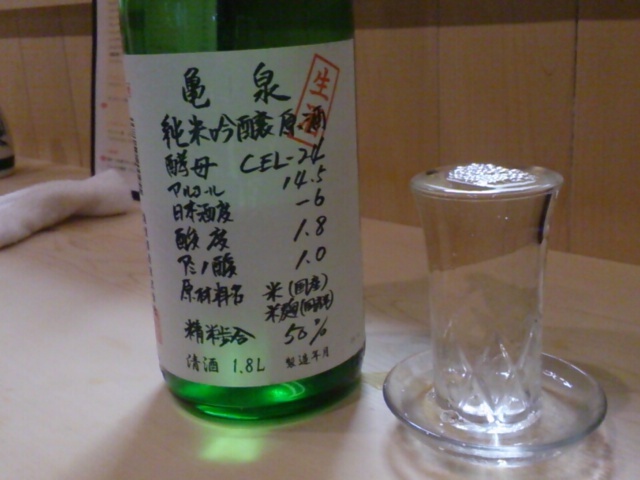 亀泉
生酒
純米吟醸原酒
酵母 CEL-24
アルコール 14.5
日本酒度 -6
酸度 1.8
アミノ酸 1.0
原材料名 米(国産)
米麹(国産米)
精米歩合 50%
清酒 1.8L 製造年月